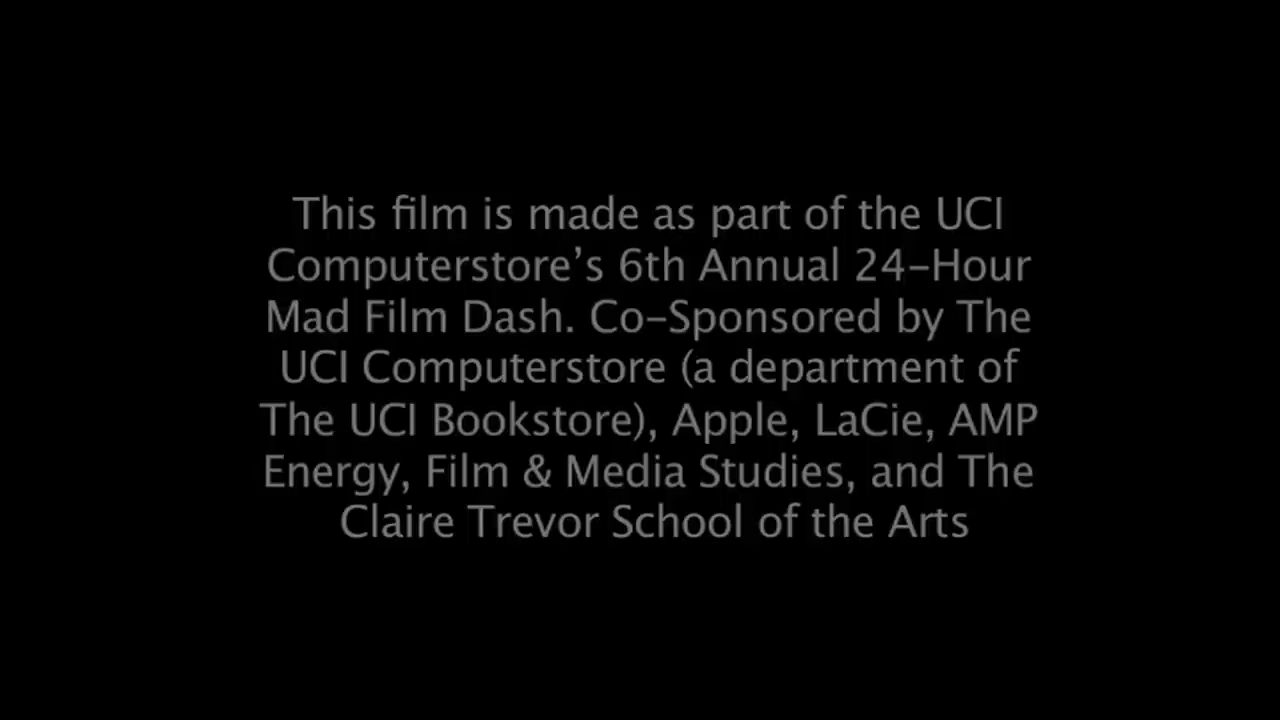 This film is made as part of the UCI
Computerstore’s 6th Annual 24-Hour
Mad Film Dash. Co-Sponsored by The
UCI Computerstore (a department of
The UCI Bookstore), Apple, LaCie, AMP
Energy, Film & Media Studies, and The
Claire Trevor School of the Arts